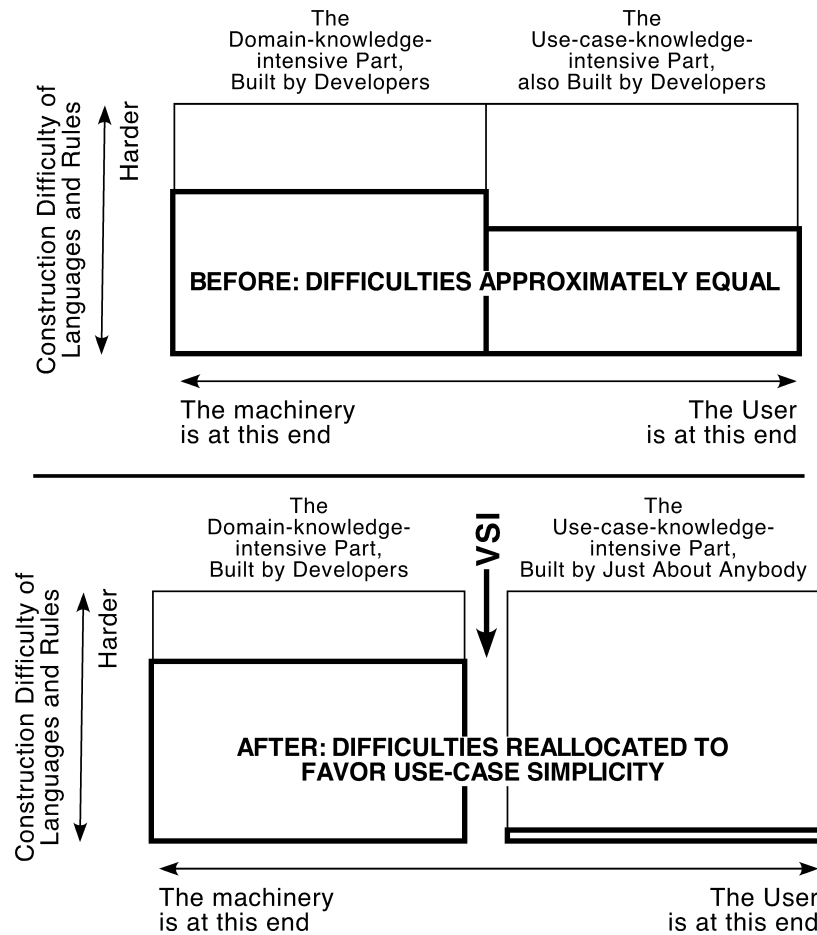 The
Domain-knowledge-
intensive Part,
Built by Developers
The
Use-case-knowledge-
intensive Part,
also Built by Developers
Construction Difficulty of
Languages and Rules
Harder
BEFORE: DIFFICULTIES APPROXIMATELY EQUAL
The machinery
is at this end
The User
is at this end
The
Domain-knowledge-
intensive Part,
Built by Developers
VSI
The
Use-case-knowledge-
intensive Part,
Built by Just About Anybody
Construction Difficulty of
Languages and Rules
Harder
AFTER: DIFFICULTIES REALLOCATED TO
FAVOR USE-CASE SIMPLICITY
The machinery
is at this end
The User
is at this end